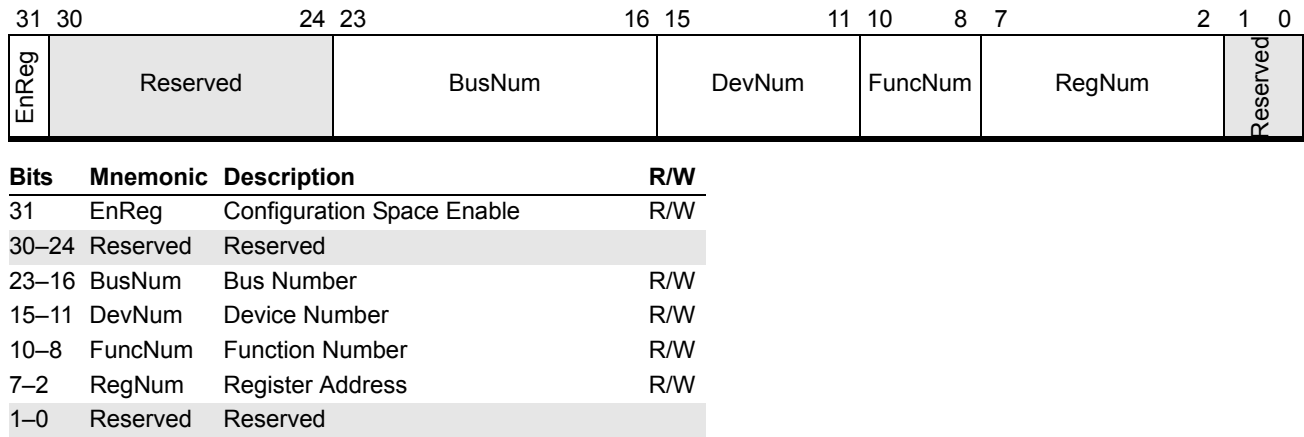 31 30 24 23 16 15 11 10 8 7 2 1 0
EnReg Reserved BusNum DevNum FuncNum RegNum Reserved
Bits Mnemonic Description R/W
31 EnReg Configuration Space Enable R/W
30–24 Reserved Reserved
23–16 BusNum Bus Number R/W
15–11 DevNum Device Number R/W
10–8 FuncNum Function Number R/W
7–2 RegNum Register Address R/W
1–0 Reserved Reserved